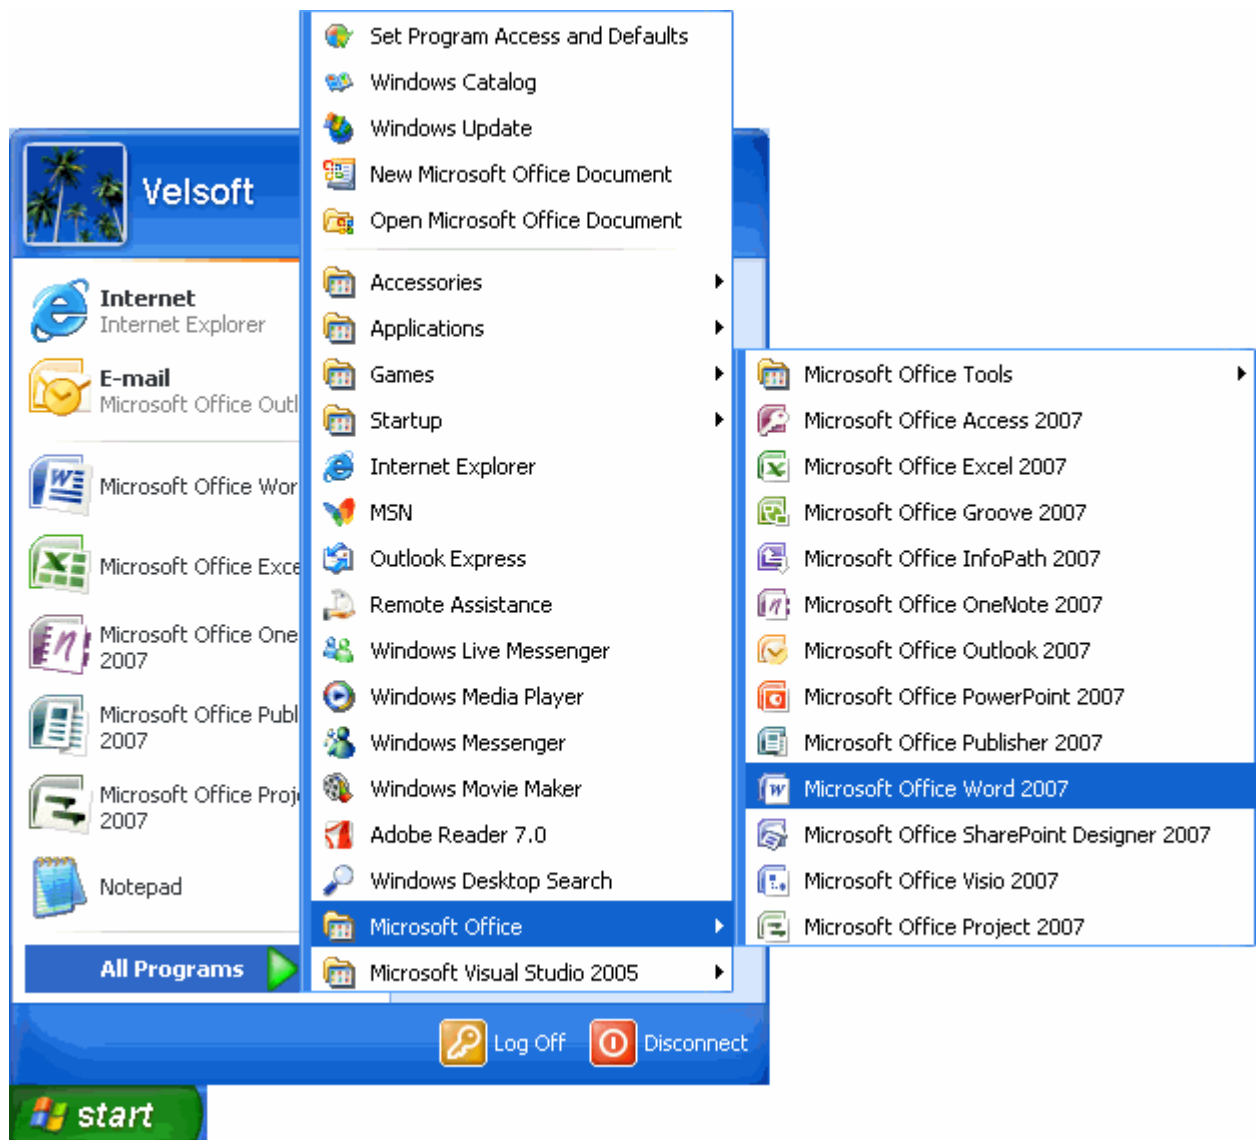 Velsoft
Internet
Internet Explorer
E-mail
Microsoft Office Outl
Microsoft Office Wor
Microsoft Office Exce
Microsoft Office One
2007
Microsoft Office Publ
2007
Microsoft Office Proj
2007
Notepad
All Programs
Set Program Access and Defaults
Windows Catalog
Windows Update
New Microsoft Office Document
Open Microsoft Office Document
Accessories
Applications
Games
Startup
Internet Explorer
MSN
Outlook Express
Remote Assistance
Windows Live Messenger
Windows Media Player
Windows Messenger
Windows Movie Maker
Adobe Reader 7.0
Windows Desktop Search
Microsoft Office
Microsoft Visual Studio 2005
Microsoft Office Tools
Microsoft Office Access 2007
Microsoft Office Excel 2007
Microsoft Office Groove 2007
Microsoft Office InfoPath 2007
Microsoft Office OneNote 2007
Microsoft Office Outlook 2007
Microsoft Office PowerPoint 2007
Microsoft Office Publisher 2007
Microsoft Office Word 2007
Microsoft Office SharePoint Designer 2007
Microsoft Office Visio 2007
Microsoft Office Project 2007
Log Off
Disconnect
start